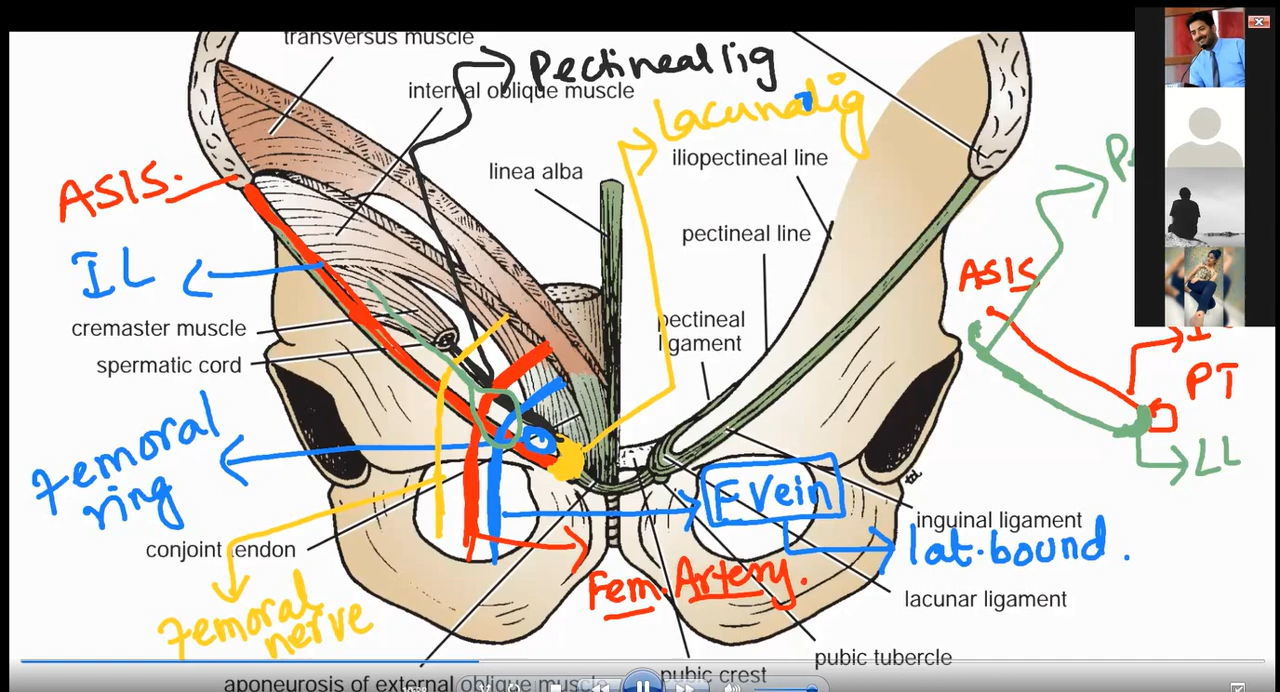 transversus muscle
Pectineal lig
internal oblique muscle
Lacunar lig
iliopectineal line
linea alba
ASIS.
pectineal line
IL
ASIS
cremaster muscle
pectineal
ligament
spermatic cord
PT
Femoral
ring
LL
F Vein
inguinal ligament
lat. bound.
conjoint tendon
Fem. Artery.
lacunar ligament
Femoral
nerve
pubic tubercle
pubic crest
aponeurosis of external oblique muscle